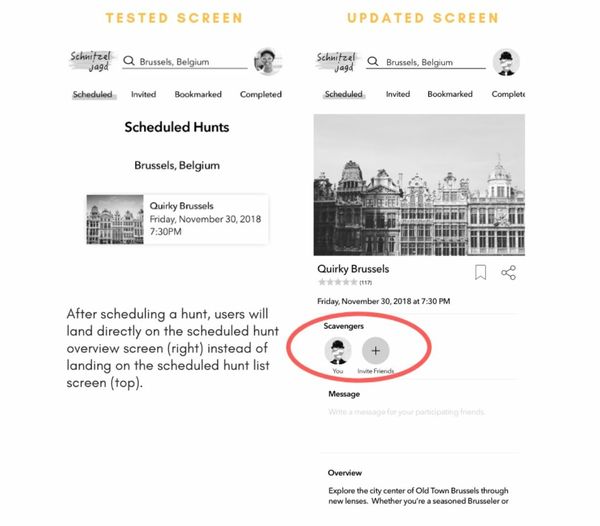 TESTED SCREEN
Schnitzel
jagd
Brussels, Belgium
Scheduled Invited Bookmarked Completed
Scheduled Hunts
Brussels, Belgium
Quirky Brussels
Friday, November 30, 2018
7:30PM
After scheduling a hunt, users will
land directly on the scheduled hunt
overview screen (right) instead of
landing on the scheduled hunt list
screen (top).
UPDATED SCREEN
Schnitzel
jagd
Brussels, Belgium
Scheduled Invited Bookmarked Complete
Quirky Brussels
(117)
Friday, November 30, 2018 at 7:30 PM
Scavengers
+
You Invite Friends
Message
Write a message for your participating friends.
Overview
Explore the city center of Old Town Brussels through
new lenses. Whether you're a seasoned Brusseler or